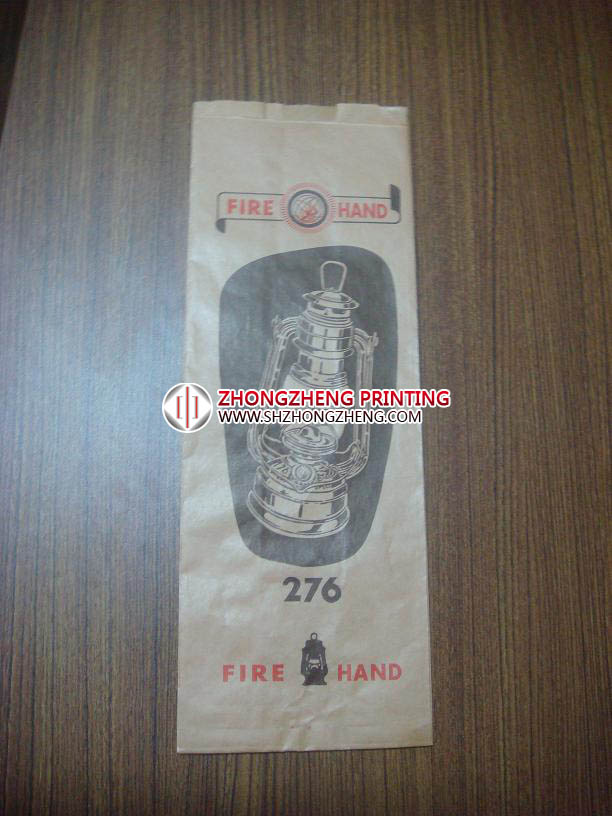 FIRE HAND
ZHONGZHENG PRINTING
WWW.SHZHONGZHENG.COM
276
FIRE HAND